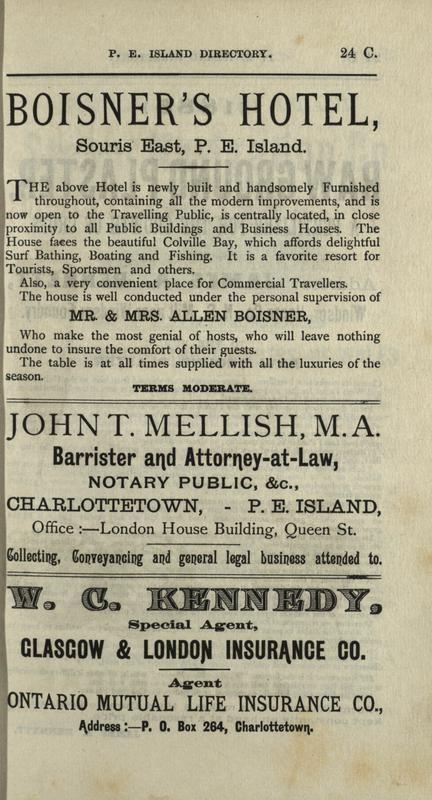 P. E. ISLAND DIRECTORY. 24 C.
BOISNER'S HOTEL,
Souris East, P. E. Island.
THE above Hotel is newly built and handsomely Furnished
throughout, containing all the modern improvements, and is
now open to the Travelling Public, is centrally located, in close
proximity to all Public Buildings and Business Houses. The
House faces the beautiful Colville Bay, which affords delightful
Surf Bathing, Boating and Fishing. It is a favorite resort for
Tourists, Sportsmen and others.
Also, a very convenient place for Commercial Travellers.
The house is well conducted under the personal supervision of
MR. & MRS. ALLEN BOISNER,
Who make the most genial of hosts, who will leave nothing
undone to insure the comfort of their guests.
The table is at all times supplied with all the luxuries of the
season.
TERMS MODERATE.
JOHN T. MELLISH, M. A.
Barrister and Attorney-at-Law,
NOTARY PUBLIC, &c.,
CHARLOTTETOWN, - P. E. ISLAND,
Office :—London House Building, Queen St.
Collecting, Conveyancing and general legal business attended to.
W. C. KENNEDY,
Special Agent,
GLASGOW & LONDON INSURANCE CO.
Agent
ONTARIO MUTUAL LIFE INSURANCE CO.,
Address :—P. O. Box 264, Charlottetown.